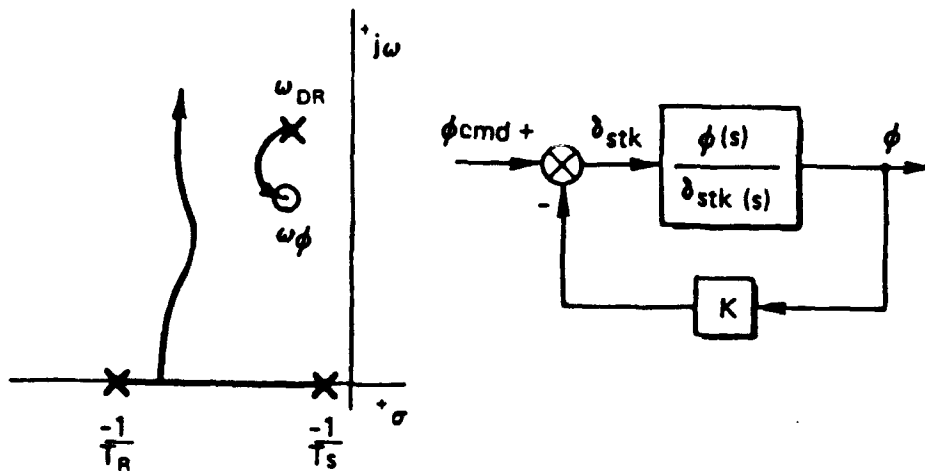 +jω
ω_DR
ω_φ
-1/T_R
-1/T_S
+σ
φcmd +
-
δ_stk
φ(s)
δ_stk (s)
φ
K